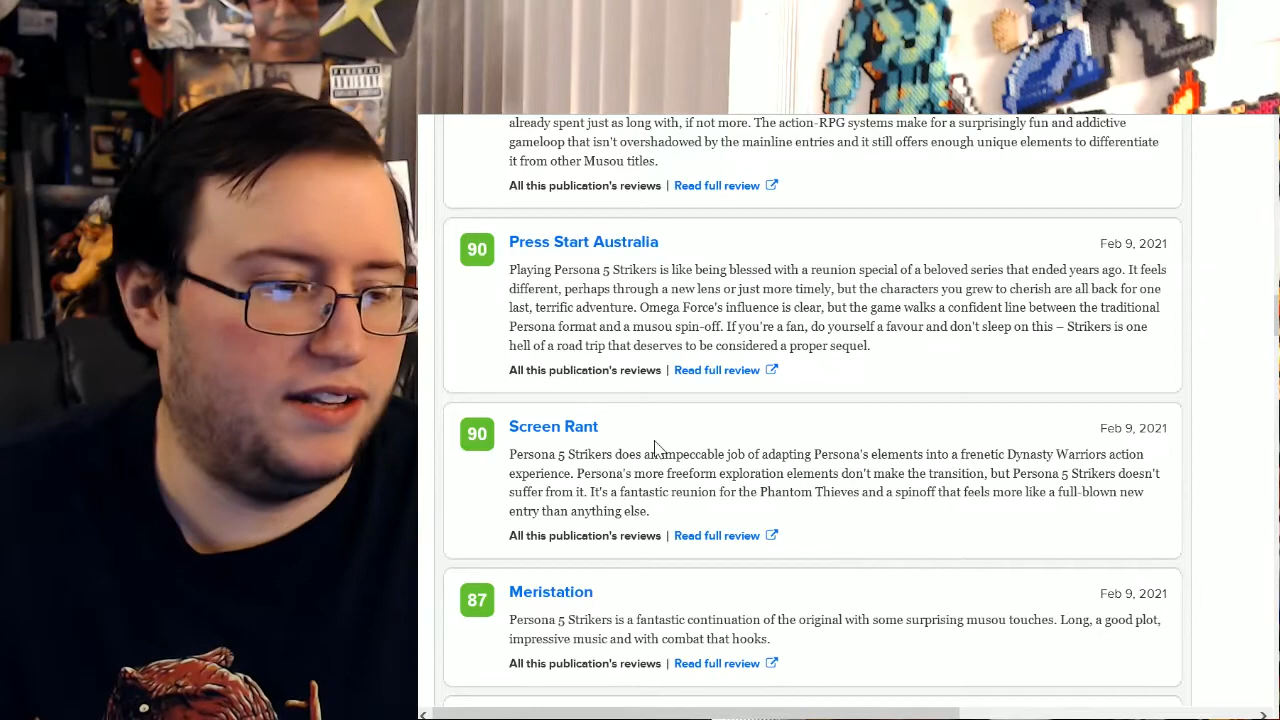 PARENTAL
ADVISORY
EXPLICIT CONTENT
already spent just as long with, if not more. The action-RPG systems make for a surprisingly fun and addictive
gameloop that isn't overshadowed by the mainline entries and it still offers enough unique elements to differentiate
it from other Musou titles.
All this publication's reviews | Read full review
90
Press Start Australia
Feb 9, 2021
Playing Persona 5 Strikers is like being blessed with a reunion special of a beloved series that ended years ago. It feels
different, perhaps through a new lens or just more timely, but the characters you grew to cherish are all back for one
last, terrific adventure. Omega Force's influence is clear, but the game walks a confident line between the traditional
Persona format and a musou spin-off. If you're a fan, do yourself a favour and don't sleep on this – Strikers is one
hell of a road trip that deserves to be considered a proper sequel.
All this publication's reviews | Read full review
90
Screen Rant
Feb 9, 2021
Persona 5 Strikers does an impeccable job of adapting Persona's elements into a frenetic Dynasty Warriors action
experience. Persona's more freeform exploration elements don't make the transition, but Persona 5 Strikers doesn't
suffer from it. It's a fantastic reunion for the Phantom Thieves and a spinoff that feels more like a full-blown new
entry than anything else.
All this publication's reviews | Read full review
87
Meristation
Feb 9, 2021
Persona 5 Strikers is a fantastic continuation of the original with some surprising musou touches. Long, a good plot,
impressive music and with combat that hooks.
All this publication's reviews | Read full review